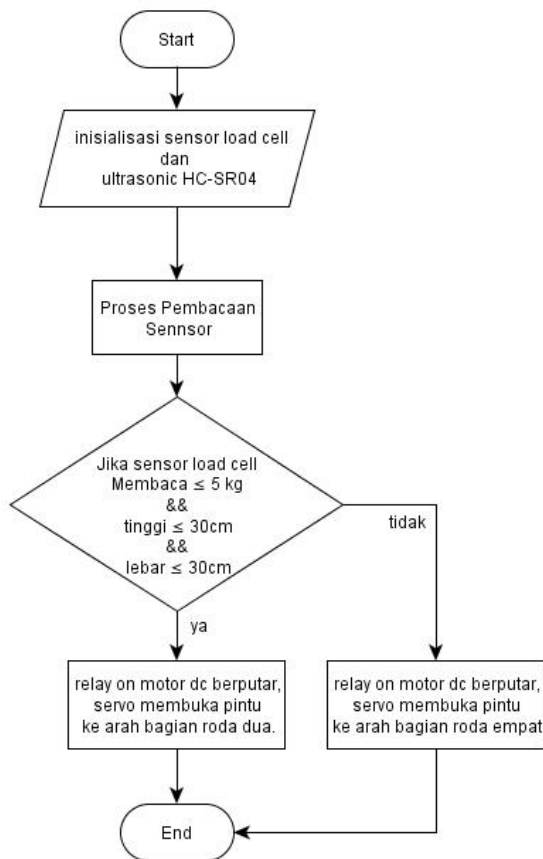 Start
inisialisasi sensor load cell
dan
ultrasonic HC-SR04
Proses Pembacaan
Sennsor
Jika sensor load cell
Membaca ≤ 5 kg
&&
tinggi ≤ 30cm
&&
lebar ≤ 30cm
tidak
ya
relay on motor dc berputar,
servo membuka pintu
ke arah bagian roda dua.
relay on motor dc berputar,
servo membuka pintu
ke arah bagian roda empat
End